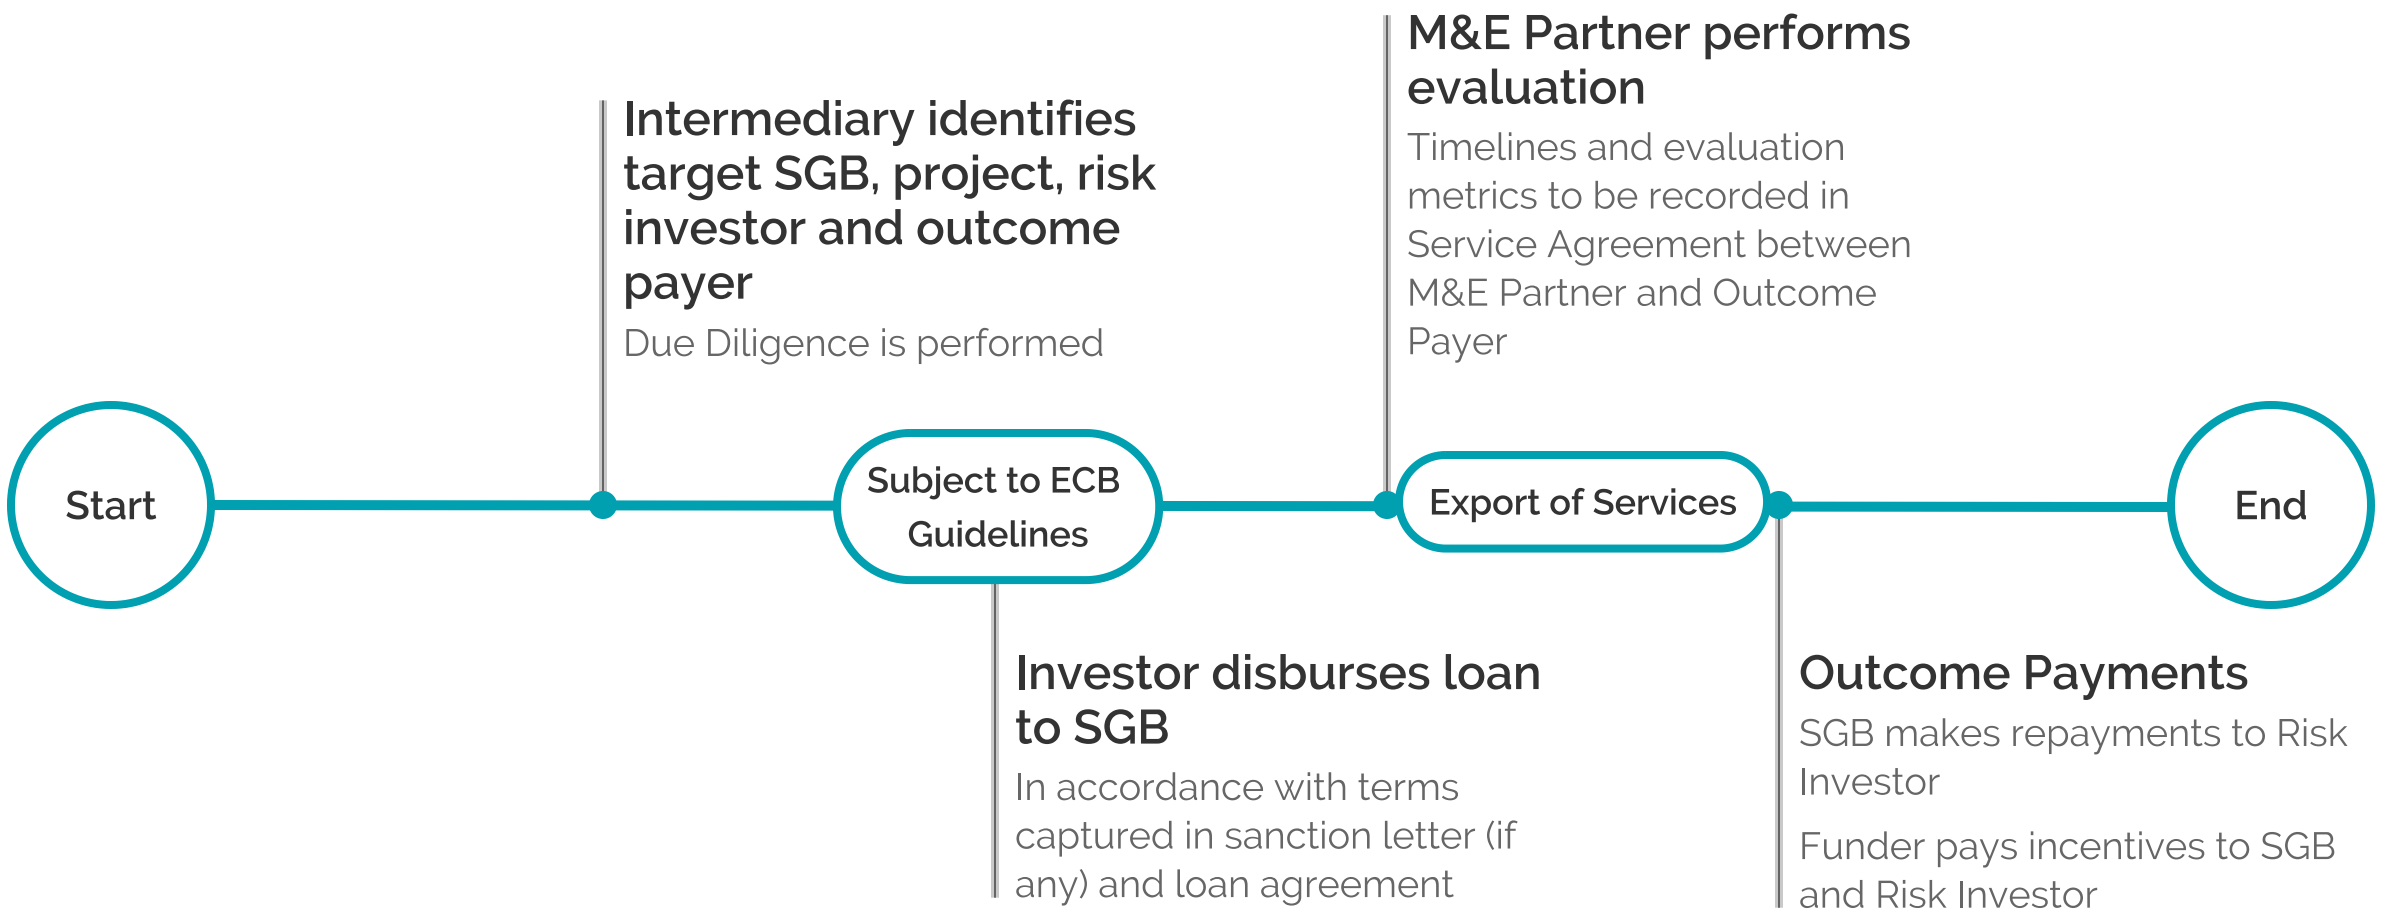 Start
Intermediary identifies
target SGB, project, risk
investor and outcome
payer
Due Diligence is performed
Subject to ECB
Guidelines
Investor disburses loan
to SGB
In accordance with terms
captured in sanction letter (if
any) and loan agreement
M&E Partner performs
evaluation
Timelines and evaluation
metrics to be recorded in
Service Agreement between
M&E Partner and Outcome
Payer
Export of Services
Outcome Payments
SGB makes repayments to Risk
Investor
Funder pays incentives to SGB
and Risk Investor
End